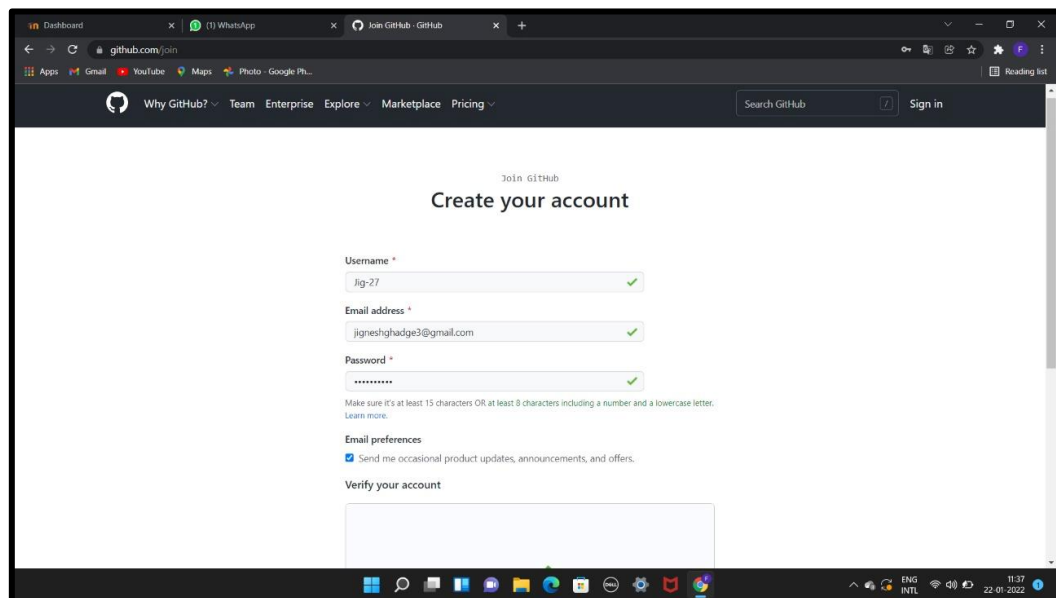 Dashboard
(1) WhatsApp
Join GitHub · GitHub
github.com/join
Apps
Gmail
YouTube
Maps
Photo - Google Ph...
Reading list
Why GitHub?
Team
Enterprise
Explore
Marketplace
Pricing
Search GitHub
/
Sign in
Join GitHub
Create your account
Username *
Jig-27
Email address *
jigneshghadge3@gmail.com
Password *
••••••••••
Make sure it's at least 15 characters OR at least 8 characters including a number and a lowercase letter.
Learn more.
Email preferences
Send me occasional product updates, announcements, and offers.
Verify your account
DELL
ENG
INTL
11:37
22-01-2022
1
F